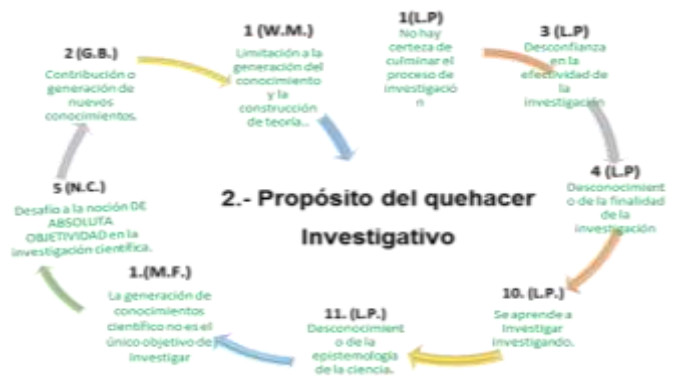 1(L.P)
No hay
certeza de
culminar el
proceso de
investigació
n
3 (L.P)
Desconfianza
en la
efectividad de
la
investigación
4 (L.P)
Desconocimient
o de la finalidad
de la
investigación
10. (L.P.)
Se aprende a
Investigar
investigando.
11. (L.P.)
Desconocimient
o de la
epistemología
de la ciencia.
1.(M.F.)
La generación de
conocimientos
científico no es el
único objetivo de
Investigar
5 (N.C.)
Desafío a la noción DE
ABSOLUTA
OBJETIVIDAD en la
investigación científica.
2 (G.B.)
Contribución o
generación de
nuevos
conocimientos.
1 (W.M.)
Limitación a la
generación del
conocimiento
y la
construcción
de teoría...
2.- Propósito del quehacer
Investigativo